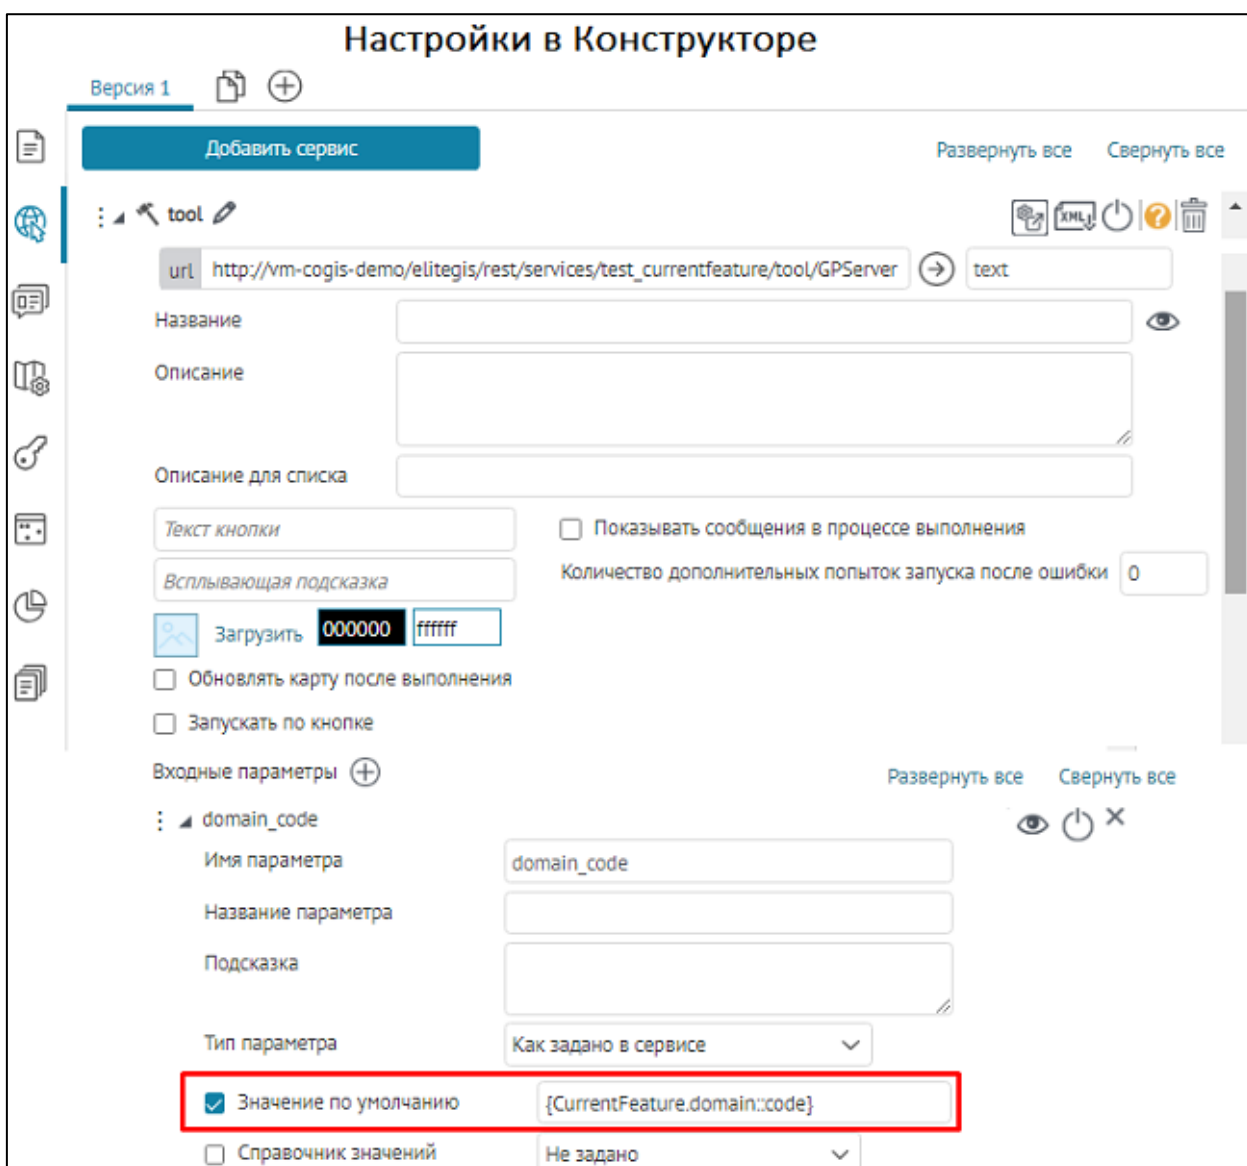 Настройки в Конструкторе
Версия 1
Добавить сервис
Развернуть все Свернуть все
tool
XML
url http://vm-cogis-demo/elitegis/rest/services/test_currentfeature/tool/GPServer text
Название
Описание
Описание для списка
Текст кнопки
Показывать сообщения в процессе выполнения
Всплывающая подсказка
Количество дополнительных попыток запуска после ошибки 0
Загрузить 000000 ffffff
Обновлять карту после выполнения
Запускать по кнопке
Входные параметры
Развернуть все Свернуть все
domain_code
Имя параметра domain_code
Название параметра
Подсказка
Тип параметра Как задано в сервисе
Значение по умолчанию {CurrentFeature.domain::code}
Справочник значений Не задано